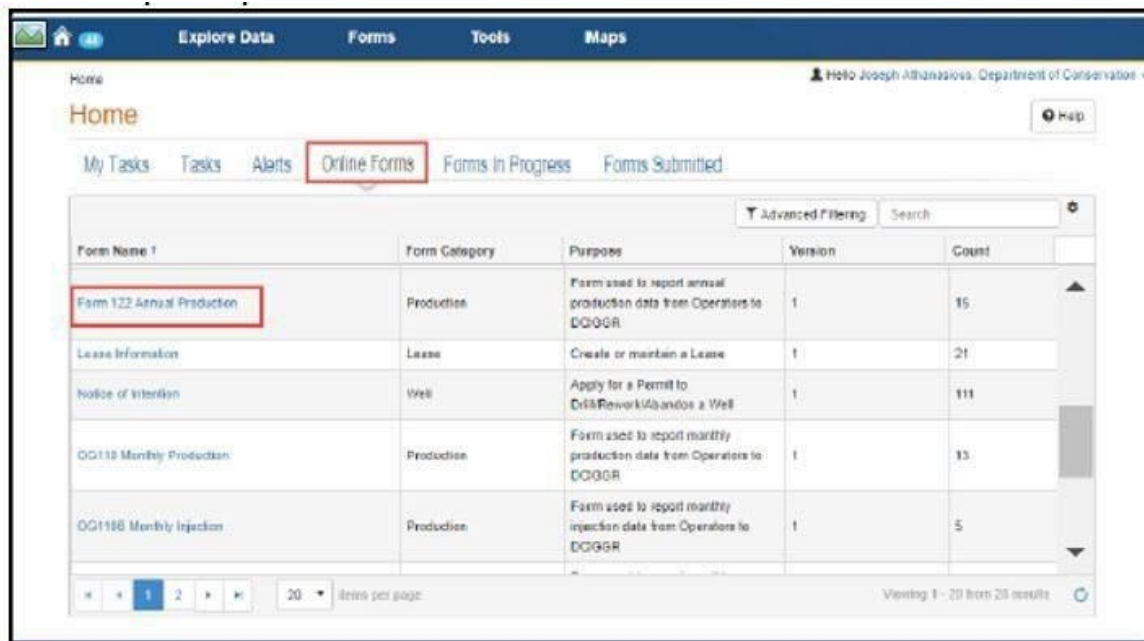 Explore Data Forms Tools Maps
Home
Hello Joseph Athanasious, Department of Conservation
Home
Help
My Tasks Tasks Alerts Online Forms Forms In Progress Forms Submitted
Advanced Filtering Search
Form Name ↑ Form Category Purpose Version Count
Form 122 Annual Production Production Form used to report annual 1 15
production data from Operators to
DOGGR
Lease Information Lease Create or maintain a Lease 1 21
Notice of Intention Well Apply for a Permit to 1 111
Drill/Rework/Abandon a Well
OG110 Monthly Production Production Form used to report monthly 1 13
production data from Operators to
DOGGR
OG110B Monthly Injection Production Form used to report monthly 1 5
injection data from Operators to
DOGGR
1 2 20 items per page Viewing 1 - 20 from 28 results